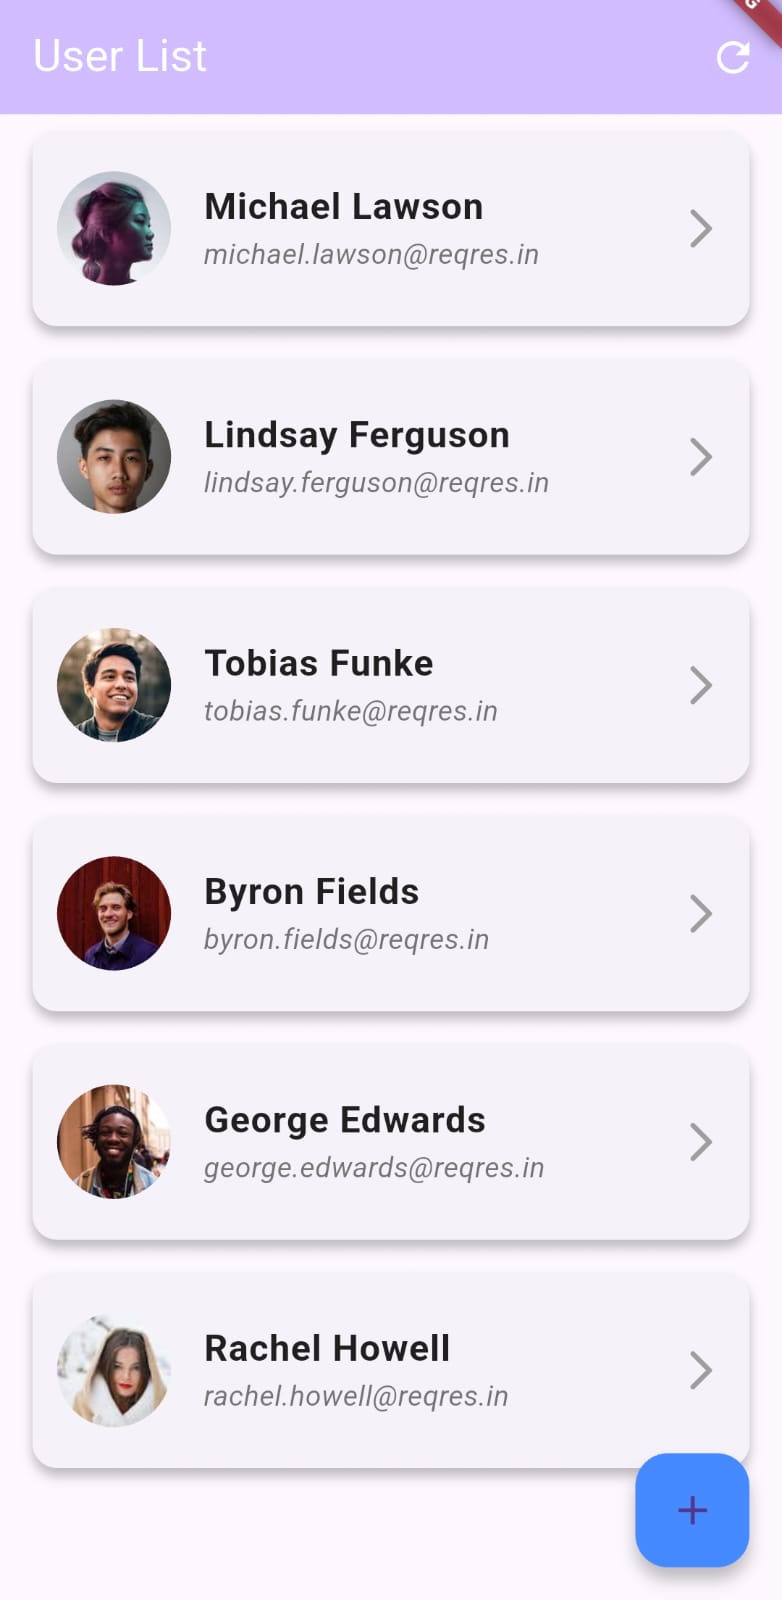 User List
Michael Lawson
michael.lawson@reqres.in
Lindsay Ferguson
lindsay.ferguson@reqres.in
Tobias Funke
tobias.funke@reqres.in
Byron Fields
byron.fields@reqres.in
George Edwards
george.edwards@reqres.in
Rachel Howell
rachel.howell@reqres.in